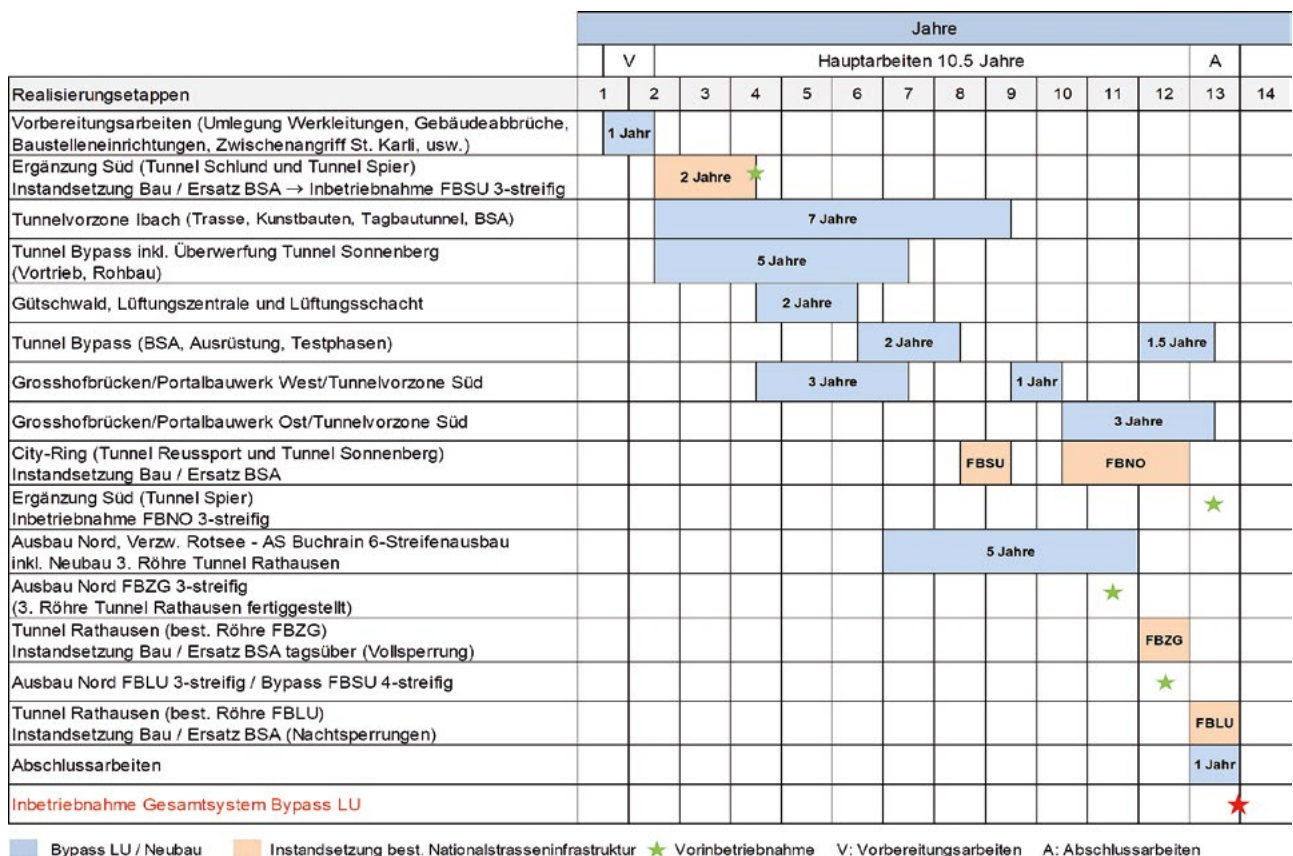 Jahre
V Hauptarbeiten 10.5 Jahre A
Realisierungsetappen 1 2 3 4 5 6 7 8 9 10 11 12 13 14
Vorbereitungsarbeiten (Umlegung Werkleitungen, Gebäudeabbrüche,
Baustelleneinrichtungen, Zwischenangriff St. Karli, usw.)
1 Jahr
Ergänzung Süd (Tunnel Schlund und Tunnel Spier)
Instandsetzung Bau / Ersatz BSA → Inbetriebnahme FBSU 3-streifig
2 Jahre
Tunnelvorzone Ibach (Trasse, Kunstbauten, Tagbautunnel, BSA)
7 Jahre
Tunnel Bypass inkl. Überwerfung Tunnel Sonnenberg
(Vortrieb, Rohbau)
5 Jahre
Gütschwald, Lüftungszentrale und Lüftungsschacht
2 Jahre
Tunnel Bypass (BSA, Ausrüstung, Testphasen)
2 Jahre 1.5 Jahre
Grosshofbrücken/Portalbauwerk West/Tunnelvorzone Süd
3 Jahre 1 Jahr
Grosshofbrücken/Portalbauwerk Ost/Tunnelvorzone Süd
3 Jahre
City-Ring (Tunnel Reussport und Tunnel Sonnenberg)
Instandsetzung Bau / Ersatz BSA
FBSU FBNO
Ergänzung Süd (Tunnel Spier)
Inbetriebnahme FBNO 3-streifig
Ausbau Nord, Verzw. Rotsee - AS Buchrain 6-Streifenausbau
inkl. Neubau 3. Röhre Tunnel Rathausen
5 Jahre
Ausbau Nord FBZG 3-streifig
(3. Röhre Tunnel Rathausen fertiggestellt)
Tunnel Rathausen (best. Röhre FBZG)
Instandsetzung Bau / Ersatz BSA tagsüber (Vollsperrung)
FBZG
Ausbau Nord FBLU 3-streifig / Bypass FBSU 4-streifig
Tunnel Rathausen (best. Röhre FBLU)
Instandsetzung Bau / Ersatz BSA (Nachtsperrungen)
FBLU
Abschlussarbeiten
1 Jahr
Inbetriebnahme Gesamtsystem Bypass LU
Bypass LU / Neubau Instandsetzung best. Nationalstrasseninfrastruktur Vorinbetriebnahme V: Vorbereitungsarbeiten A: Abschlussarbeiten